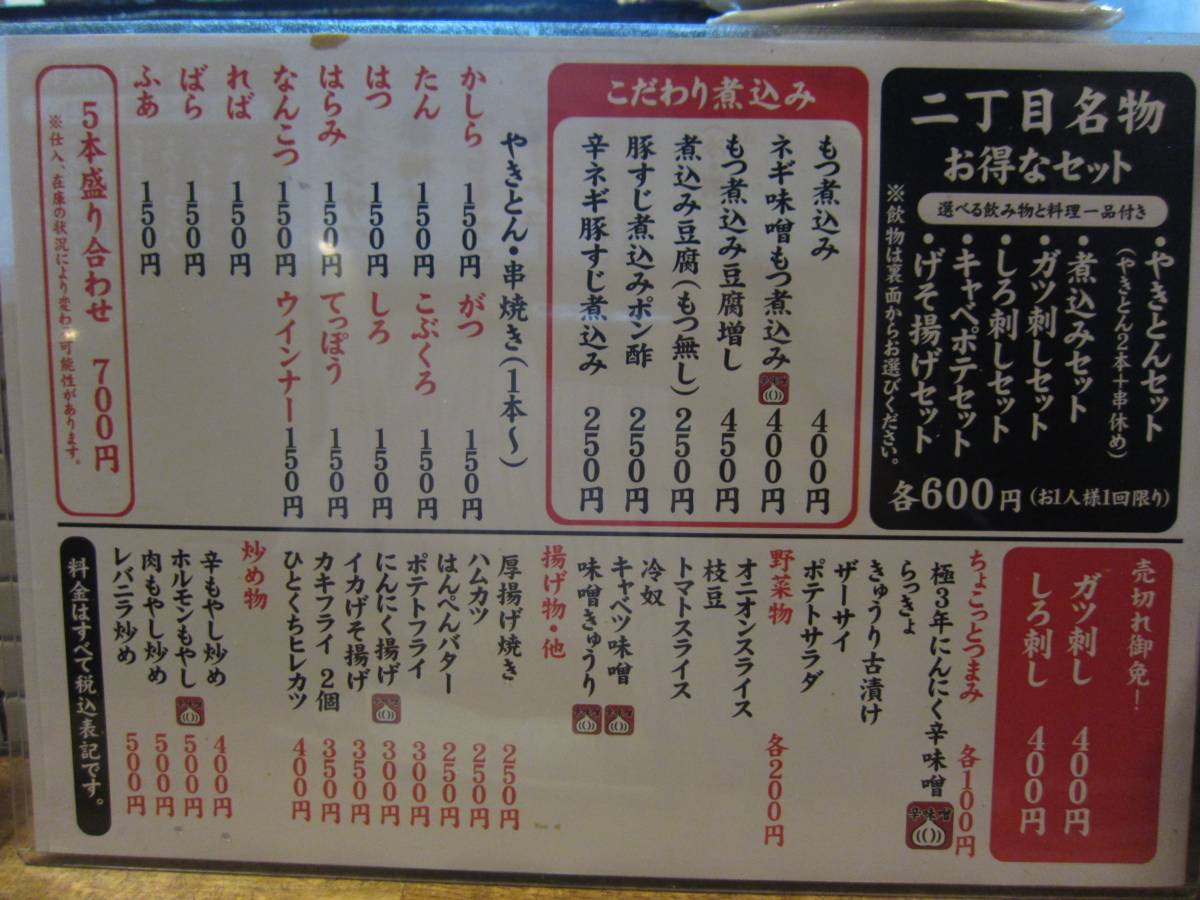 二丁目名物
お得なセット
選べる飲み物と料理一品付き
・やきとんセット
(やきとん2本+串休め)
・煮込みセット
・ガツ刺しセット
・しろ刺しセット
・キャベポテセット
・げそ揚げセット
※飲物は裏面からお選びください。
各600円(お1人様1回限り)
こだわり煮込み
もつ煮込み 400円
ネギ味噌もつ煮込み 400円
もつ煮込み豆腐増し 450円
煮込み豆腐(もつ無し) 250円
豚すじ煮込みポン酢 250円
辛ネギ豚すじ煮込み 250円
やきとん・串焼き(1本〜)
かしら 150円 がつ 150円
たん 150円 こぶくろ 150円
はつ 150円 しろ 150円
はらみ 150円 てっぽう 150円
なんこつ 150円 ウインナー 150円
れば 150円
ばら 150円
ふあ 150円
5本盛り合わせ 700円
※仕入、在庫の状況により変わる可能性があります。
売切れ御免!
ガツ刺し 400円
しろ刺し 400円
ちょこっとつまみ 各100円
極3年にんにく辛味噌 辛味噌
らっきょ
きゅうり古漬け
ザーサイ
ポテトサラダ
野菜物 各200円
オニオンスライス
枝豆
トマトスライス
冷奴
キャベツ味噌
味噌きゅうり
揚げ物・他
厚揚げ焼き 250円
ハムカツ 250円
はんぺんバター 250円
ポテトフライ 300円
にんにく揚げ 300円
イカげそ揚げ 350円
カキフライ 2個 350円
ひとくちヒレカツ 400円
炒め物
辛もやし炒め 400円
ホルモンもやし 500円
肉もやし炒め 500円
レバニラ炒め 500円
料金はすべて税込表記です。